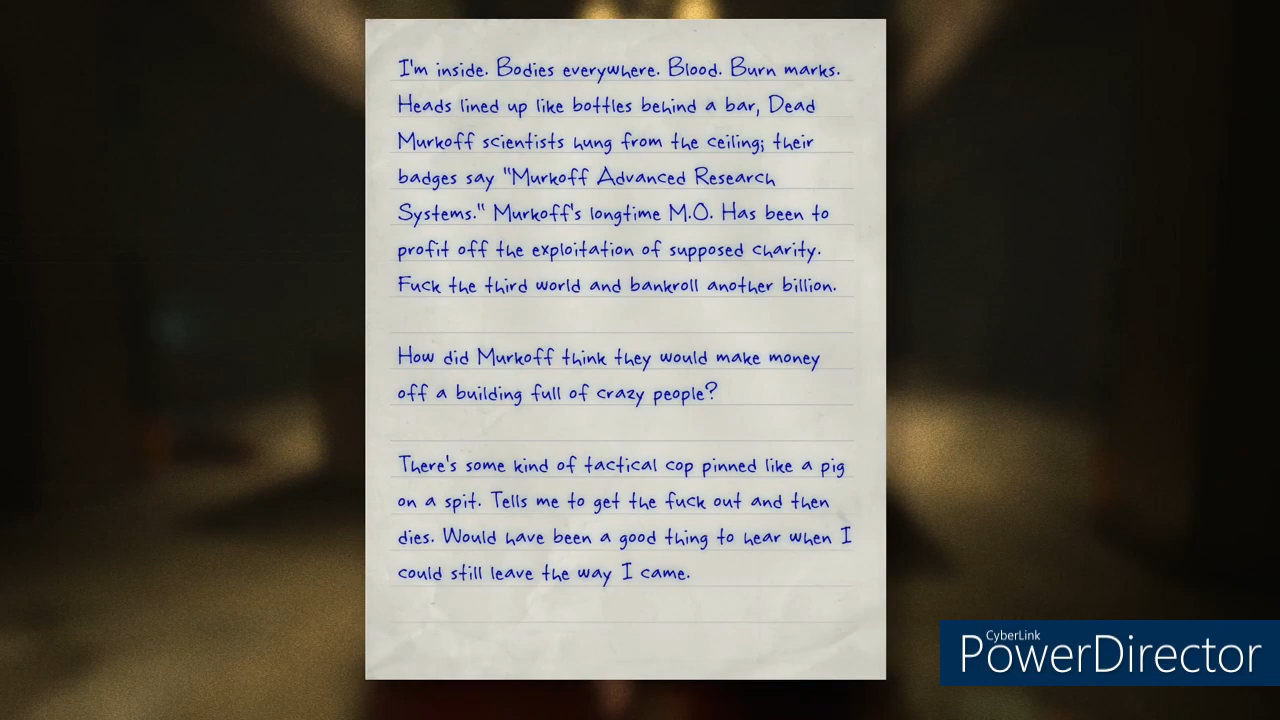 I'm inside. Bodies everywhere. Blood. Burn marks.
Heads lined up like bottles behind a bar, Dead
Murkoff scientists hung from the ceiling; their
badges say "Murkoff Advanced Research
Systems." Murkoff's longtime M.O. Has been to
profit off the exploitation of supposed charity.
Fuck the third world and bankroll another billion.
How did Murkoff think they would make money
off a building full of crazy people?
There's some kind of tactical cop pinned like a pig
on a spit. Tells me to get the fuck out and then
dies. Would have been a good thing to hear when I
could still leave the way I came.
CyberLink
PowerDirector